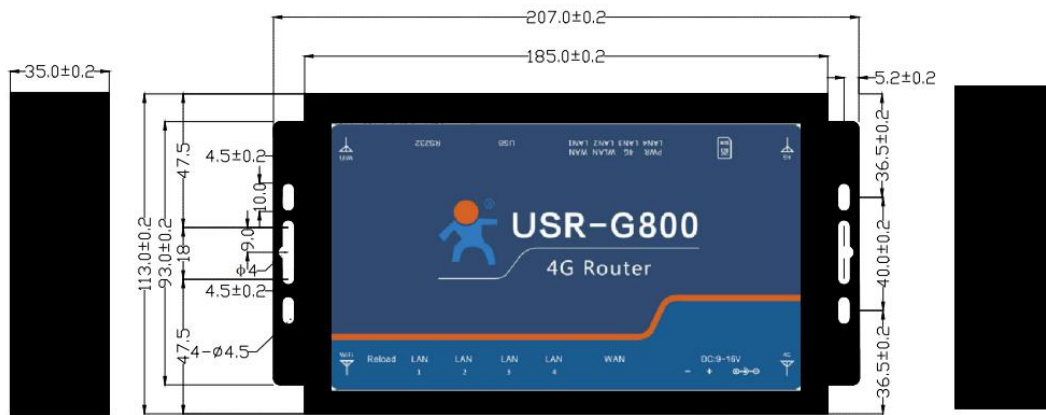 207.0±0.2
185.0±0.2
35.0±0.2
5.2±0.2
113.0±0.2
93.0±0.2
47.5
4.5±0.2
10.0
18
9.0
ϕ4
4.5±0.2
47.5
4-Ø4.5
36.5±0.2
40.0±0.2
36.5±0.2
WiFi
RS232
USB
LAN1 LAN2 LAN3 LAN4
WAN WLAN 4G PWR
4G
®
USR-G800
4G Router
WiFi Reload LAN LAN LAN LAN WAN DC:9-16V 4G
1 2 3 4 - +